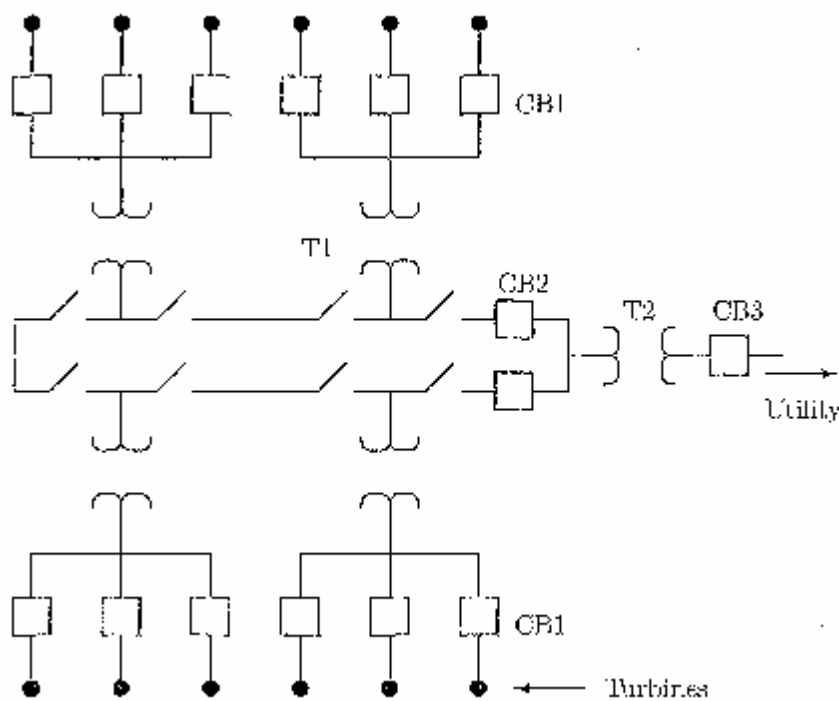 CB1
T1
CB2
T2
CB3
Utility
CB1
Turbines